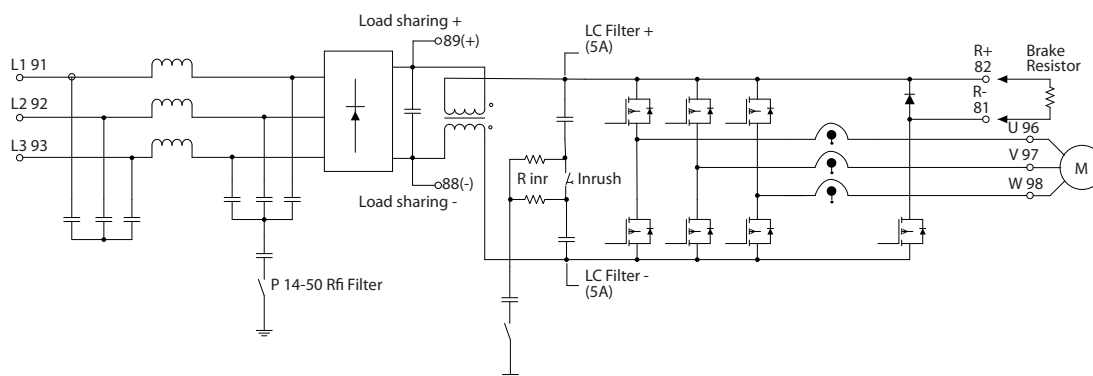 Load sharing +
89(+)
LC Filter +
(5A)
R+
82
Brake
Resistor
L1 91
L2 92
R-
81
U 96
L3 93
R inr
Inrush
V 97
M
88(-)
W 98
Load sharing -
P 14-50 Rfi Filter
LC Filter -
(5A)